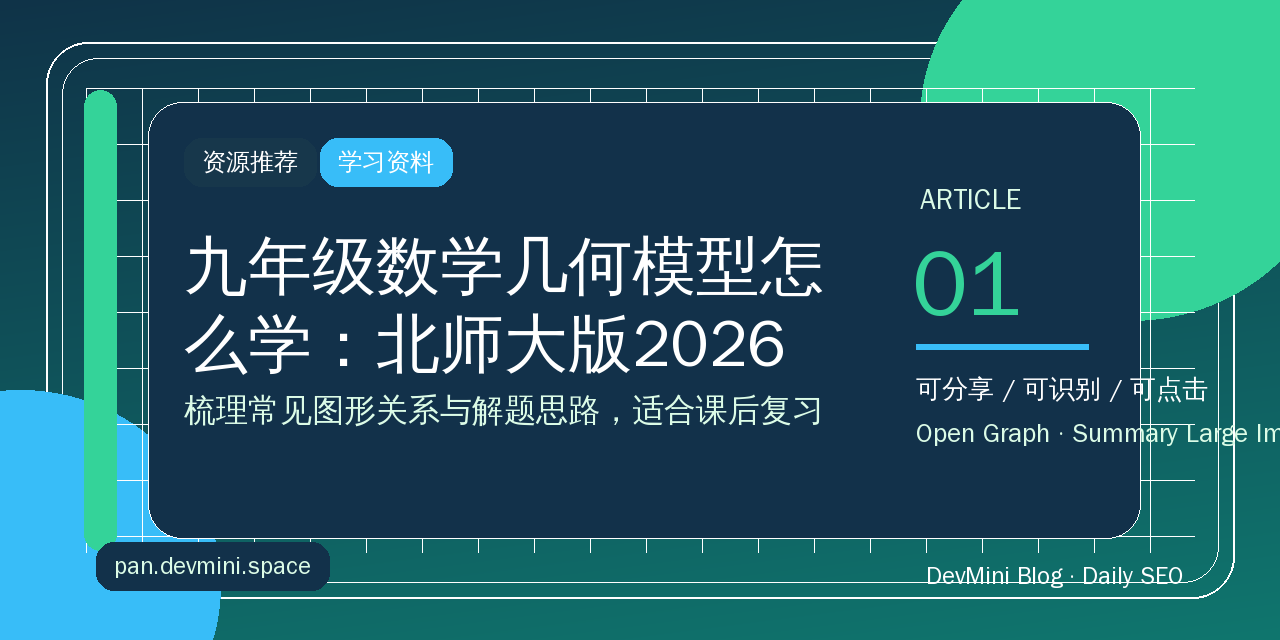 资源推荐
学习资料
九年级数学几何模型怎
么学：北师大版2026
梳理常见图形关系与解题思路，适合课后复习
ARTICLE
01
可分享 / 可识别 / 可点击
Open Graph · Summary Large Im
pan.devmini.space
DevMini Blog · Daily SEO